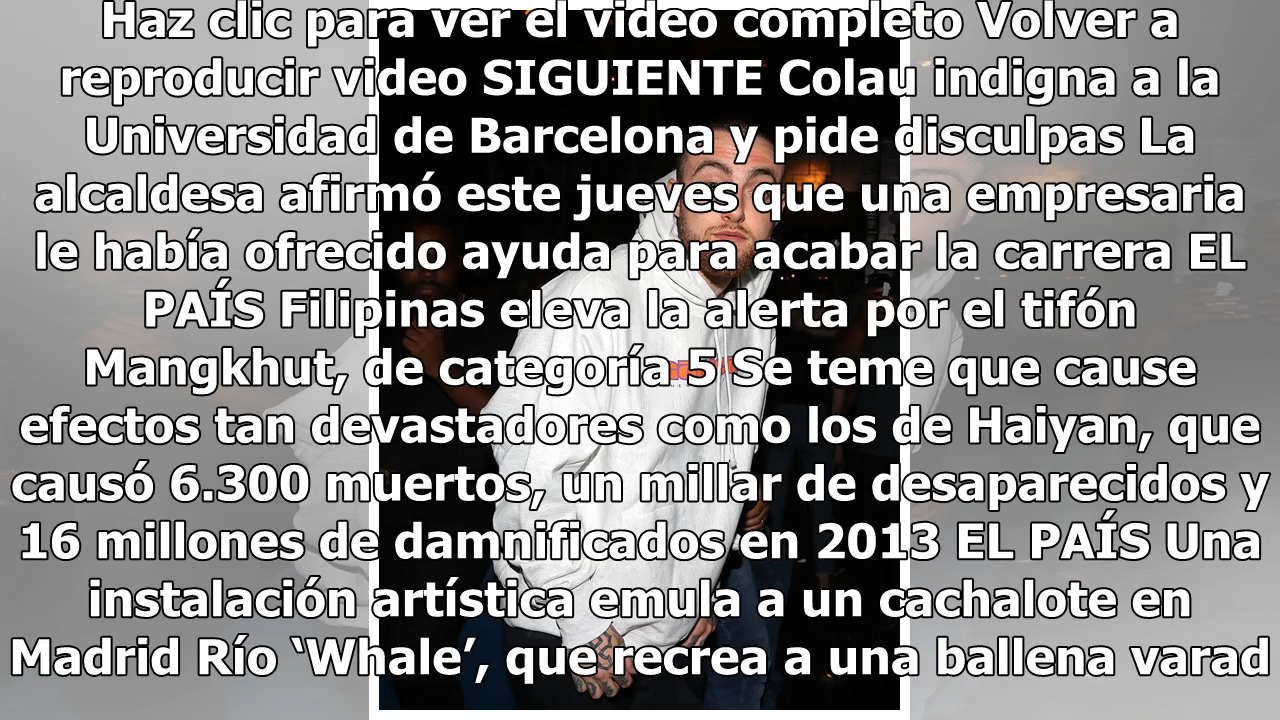 Haz clic para ver el video completo Volver a
reproducir video SIGUIENTE Colau indigna a la
Universidad de Barcelona y pide disculpas La
alcaldesa afirmó este jueves que una empresaria
le había ofrecido ayuda para acabar la carrera EL
PAÍS Filipinas eleva la alerta por el tifón
Mangkhut, de categoría 5 Se teme que cause
efectos tan devastadores como los de Haiyan, que
causó 6.300 muertos, un millar de desaparecidos y
16 millones de damnificados en 2013 EL PAÍS Una
instalación artística emula a un cachalote en
Madrid Río ‘Whale’, que recrea a una ballena varad